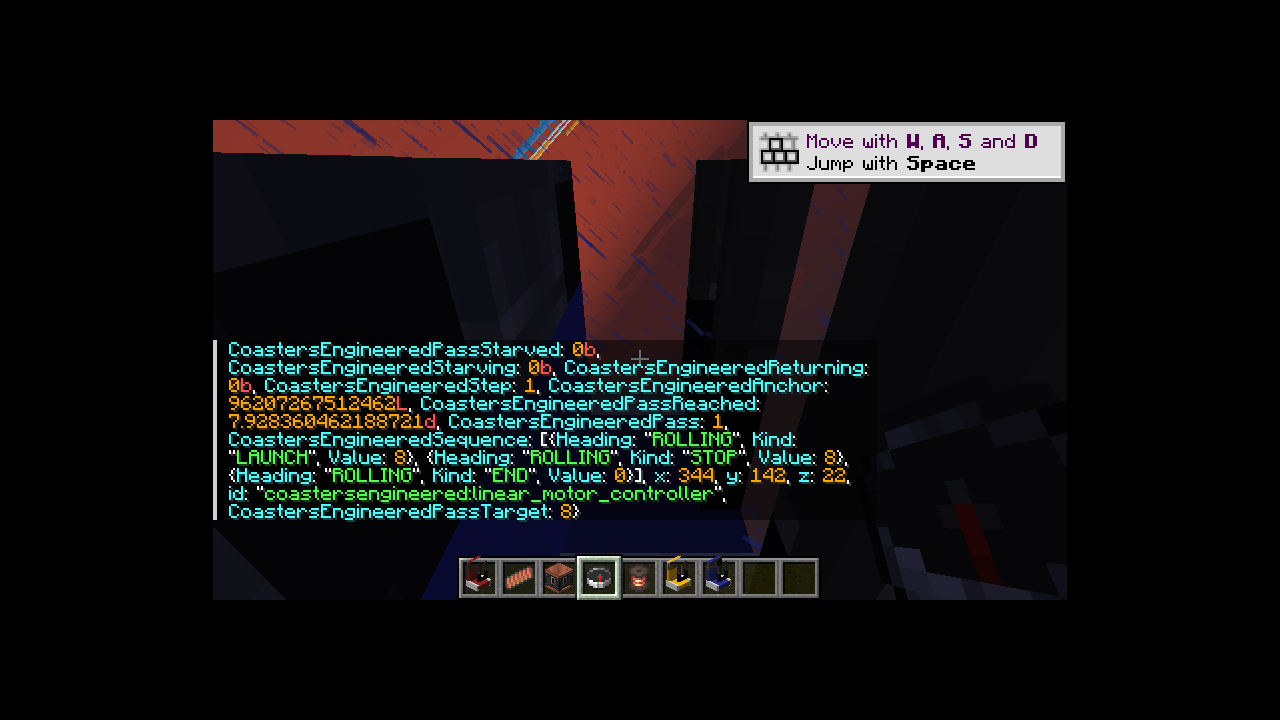 Move with W, A, S and D
Jump with Space
CoastersEngineeredPassStarved: 0b,
CoastersEngineeredStarving: 0b, CoastersEngineeredReturning:
0b, CoastersEngineeredStep: 1, CoastersEngineeredAnchor:
96207267512462L, CoastersEngineeredPassReached:
7.928360462188721d, CoastersEngineeredPass: 1,
CoastersEngineeredSequence: [{Heading: "ROLLING", Kind:
"LAUNCH", Value: 8}, {Heading: "ROLLING", Kind: "STOP", Value: 8},
{Heading: "ROLLING", Kind: "END", Value: 0}], x: 344, y: 142, z: 22,
id: "coastersengineered:linear_motor_controller",
CoastersEngineeredPassTarget: 8}